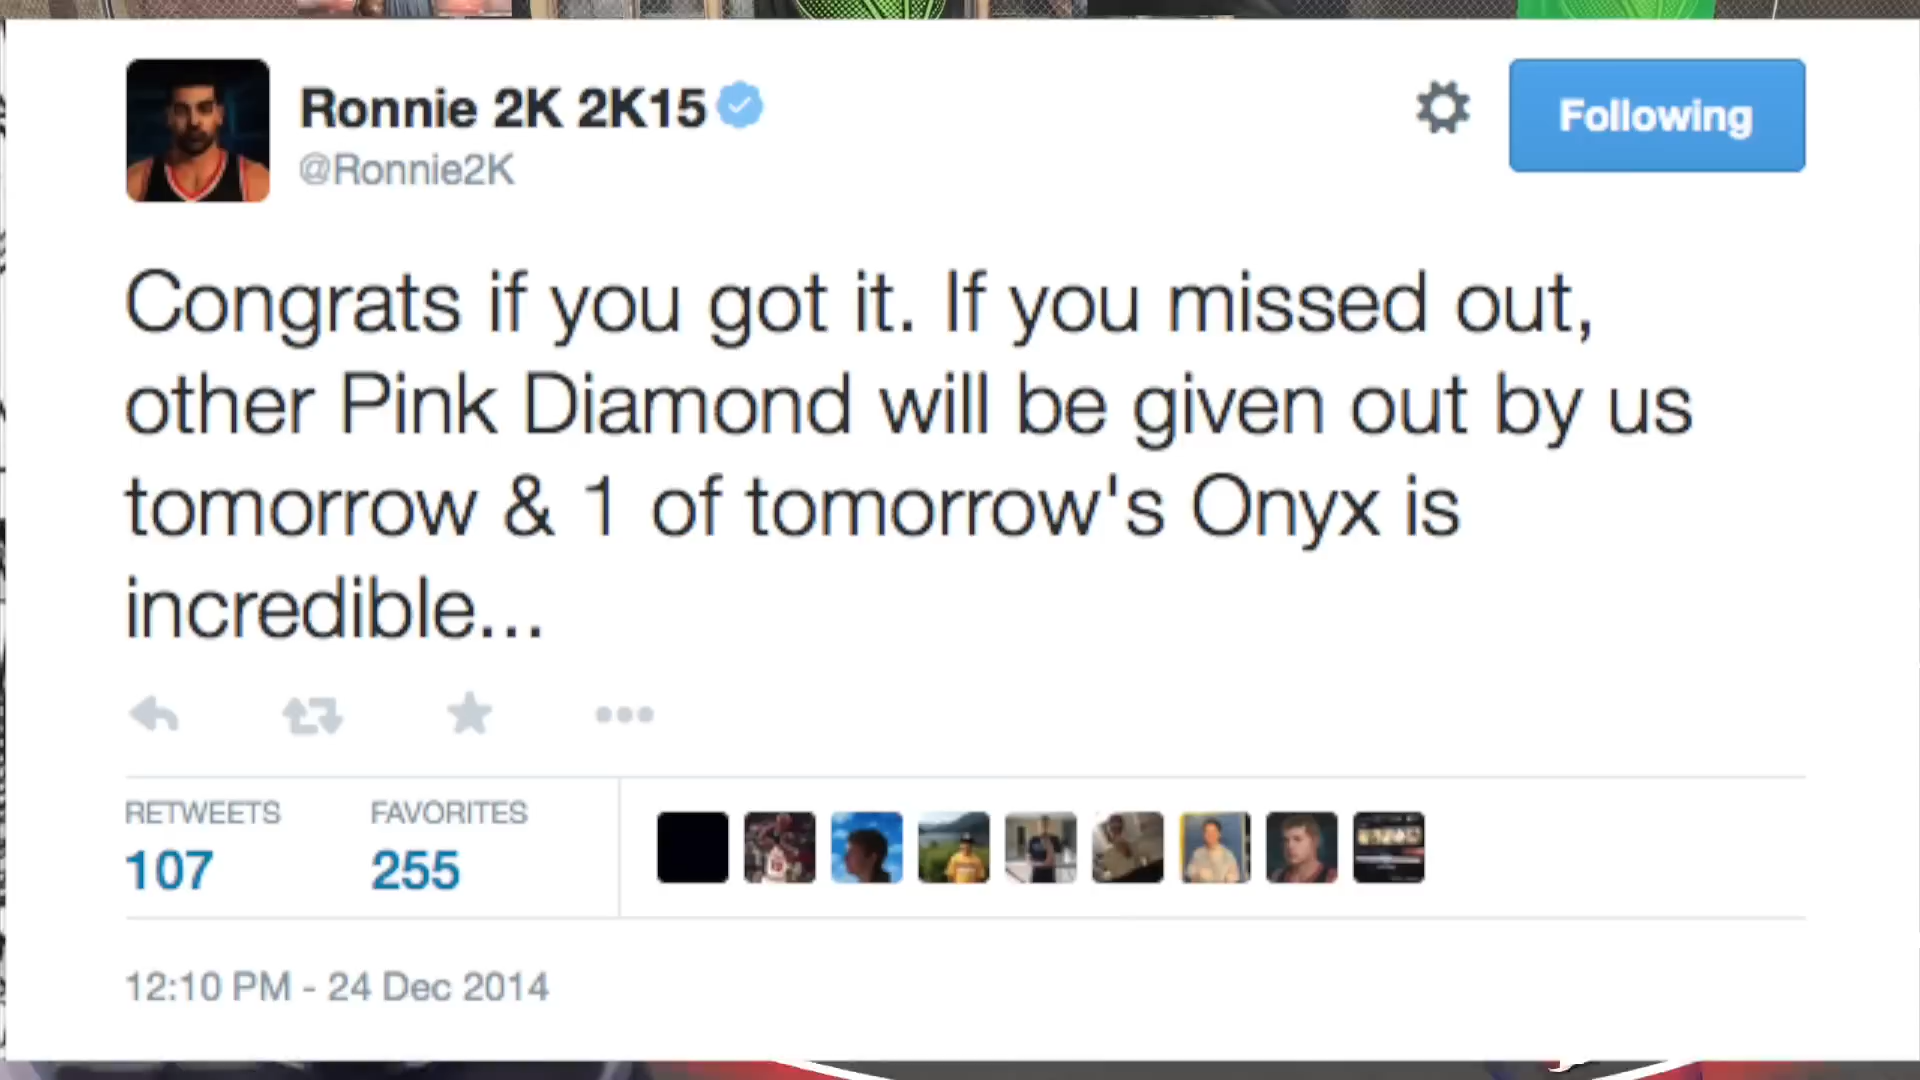 Ronnie 2K 2K15
@Ronnie2K
Following
Congrats if you got it. If you missed out,
other Pink Diamond will be given out by us
tomorrow & 1 of tomorrow's Onyx is
incredible...
RETWEETS
107
FAVORITES
255
12:10 PM - 24 Dec 2014